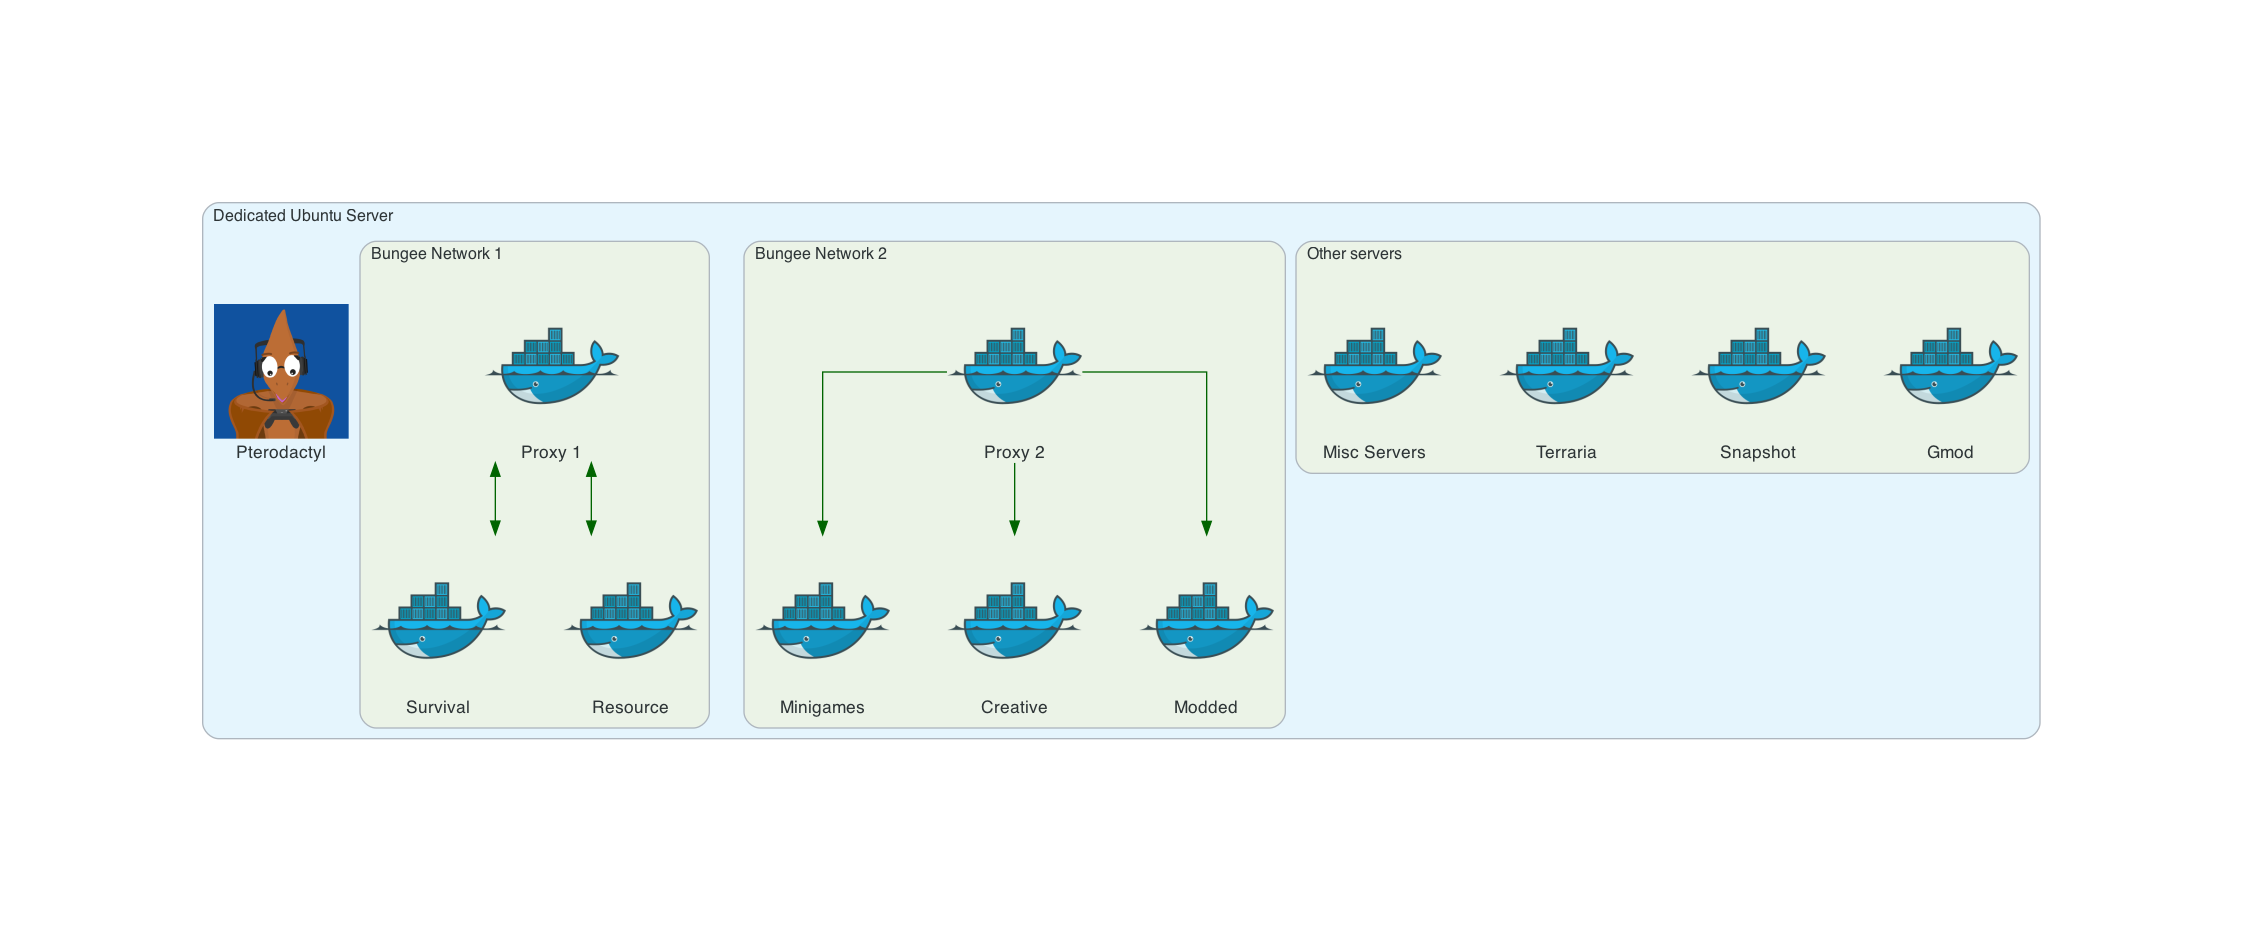 Dedicated Ubuntu Server
Bungee Network 1
Bungee Network 2
Other servers
Pterodactyl
Proxy 1
Proxy 2
Misc Servers
Terraria
Snapshot
Gmod
Survival
Resource
Minigames
Creative
Modded